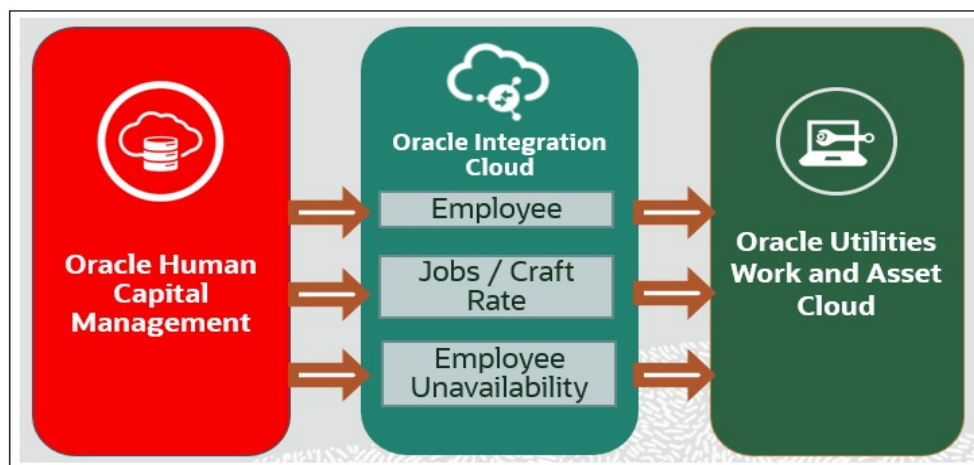 Oracle Human
Capital
Management
Oracle Integration
Cloud
Employee
Jobs / Craft
Rate
Employee
Unavailability
Oracle Utilities
Work and Asset
Cloud